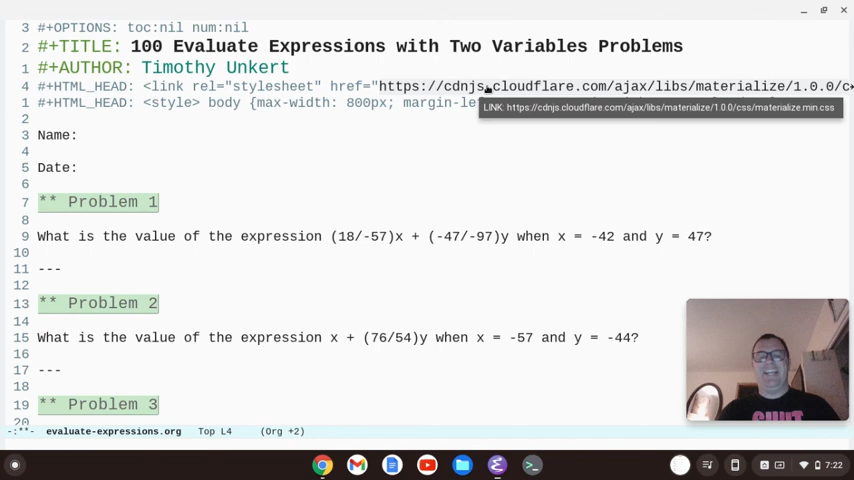 3 #+OPTIONS: toc:nil num:nil
2 #+TITLE: 100 Evaluate Expressions with Two Variables Problems
1 #+AUTHOR: Timothy Unkert
4 #+HTML_HEAD: <link rel="stylesheet" href="https://cdnjs.cloudflare.com/ajax/libs/materialize/1.0.0/c
1 #+HTML_HEAD: <style> body {max-width: 800px; margin-le
LINK: https://cdnjs.cloudflare.com/ajax/libs/materialize/1.0.0/css/materialize.min.css
2
3 Name:
4
5 Date:
6
7 ** Problem 1
8
9 What is the value of the expression (18/-57)x + (-47/-97)y when x = -42 and y = 47?
10
11 ---
12
13 ** Problem 2
14
15 What is the value of the expression x + (76/54)y when x = -57 and y = -44?
16
17 ---
18
19 ** Problem 3
20
-:**- evaluate-expressions.org Top L4 (Org +2)
7:22